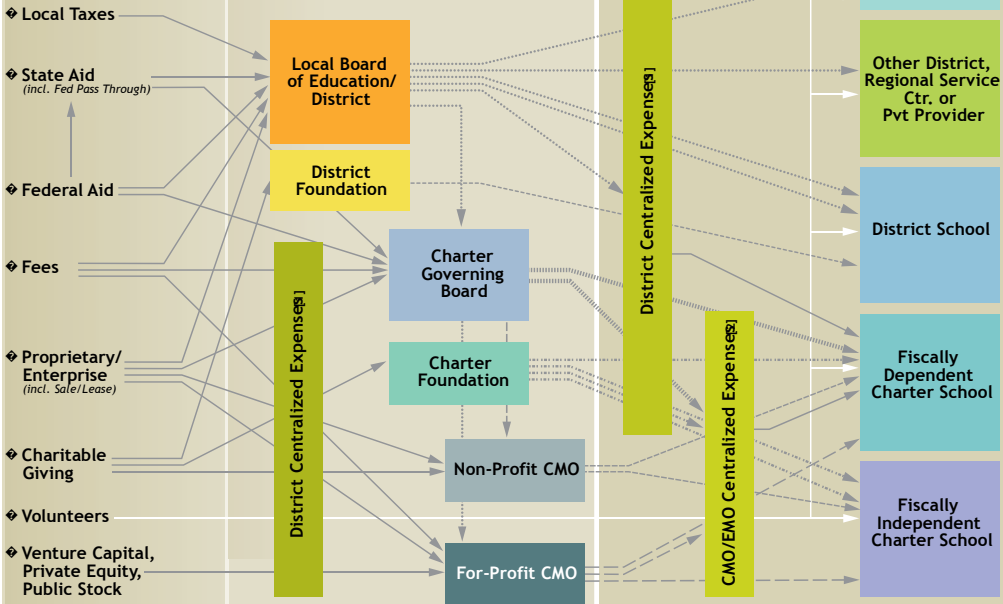 � Local Taxes
� State Aid
(incl. Fed Pass Through)
� Federal Aid
� Fees
� Proprietary/
Enterprise
(incl. Sale/Lease)
� Charitable
Giving
� Volunteers
� Venture Capital,
Private Equity,
Public Stock
Local Board
of Education/
District
District
Foundation
District Centralized Expenses
Charter
Governing
Board
Charter
Foundation
Non-Profit CMO
For-Profit CMO
District Centralized Expenses
CMO/EMO Centralized Expenses
Other District,
Regional Service
Ctr. or
Pvt Provider
District School
Fiscally
Dependent
Charter School
Fiscally
Independent
Charter School